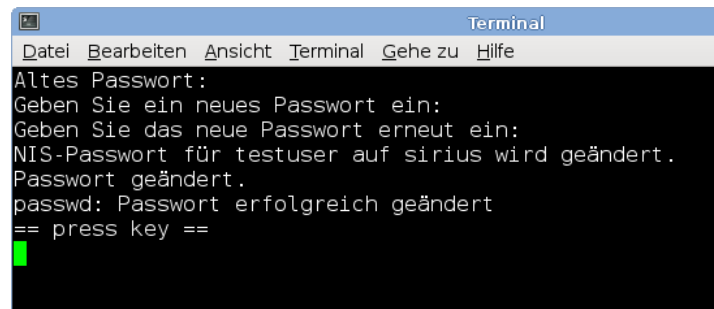 Terminal
Datei Bearbeiten Ansicht Terminal Gehe zu Hilfe
Altes Passwort:
Geben Sie ein neues Passwort ein:
Geben Sie das neue Passwort erneut ein:
NIS-Passwort für testuser auf sirius wird geändert.
Passwort geändert.
passwd: Passwort erfolgreich geändert
== press key ==